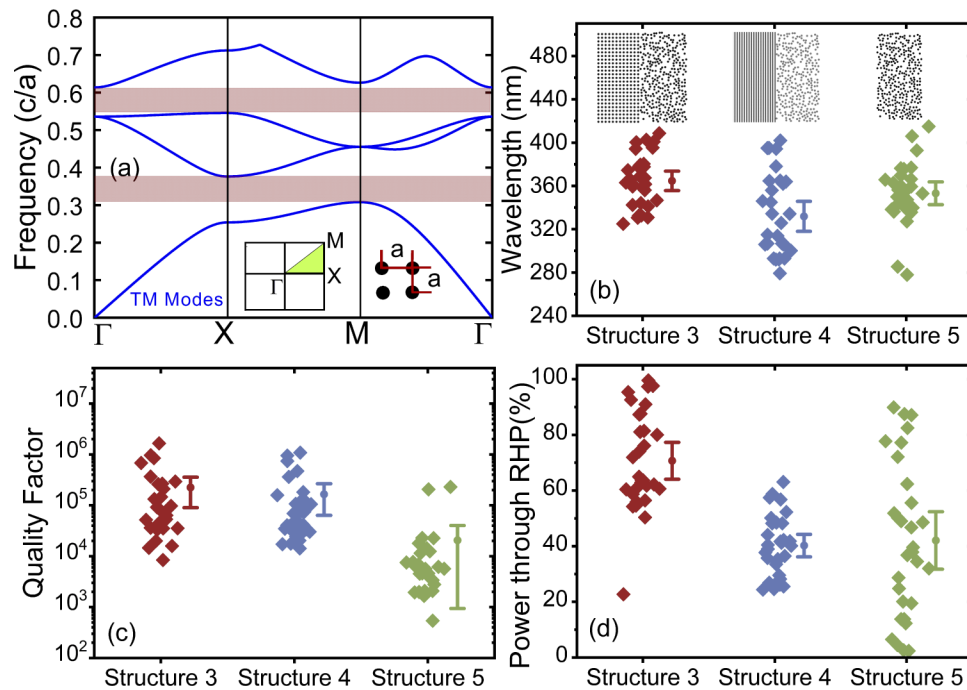 0.8
0.7
0.6
0.5
0.4
0.3
0.2
0.1
0.0
Frequency (c/a)
(a)
TM Modes
M
X
Γ
a
a
Γ
X
M
Γ
480
440
400
360
320
280
240
Wavelength (nm)
(b)
Structure 3
Structure 4
Structure 5
10⁷
10⁶
10⁵
10⁴
10³
10²
Quality Factor
(c)
Structure 3
Structure 4
Structure 5
100
80
60
40
20
0
Power through RHP(%)
(d)
Structure 3
Structure 4
Structure 5